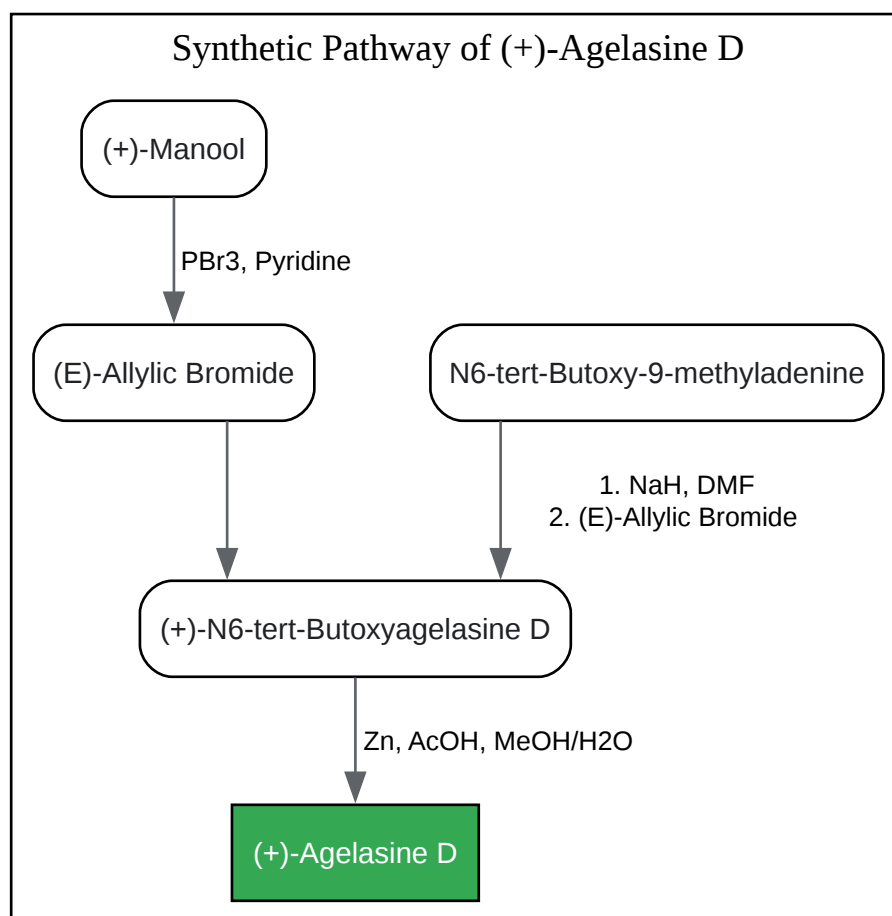 Synthetic Pathway of (+)-Agelasine D
(+)-Manool
PBr3, Pyridine
(E)-Allylic Bromide
N6-tert-Butoxy-9-methyladenine
1. NaH, DMF
2. (E)-Allylic Bromide
(+)-N6-tert-Butoxyagelasine D
Zn, AcOH, MeOH/H2O
(+)-Agelasine D